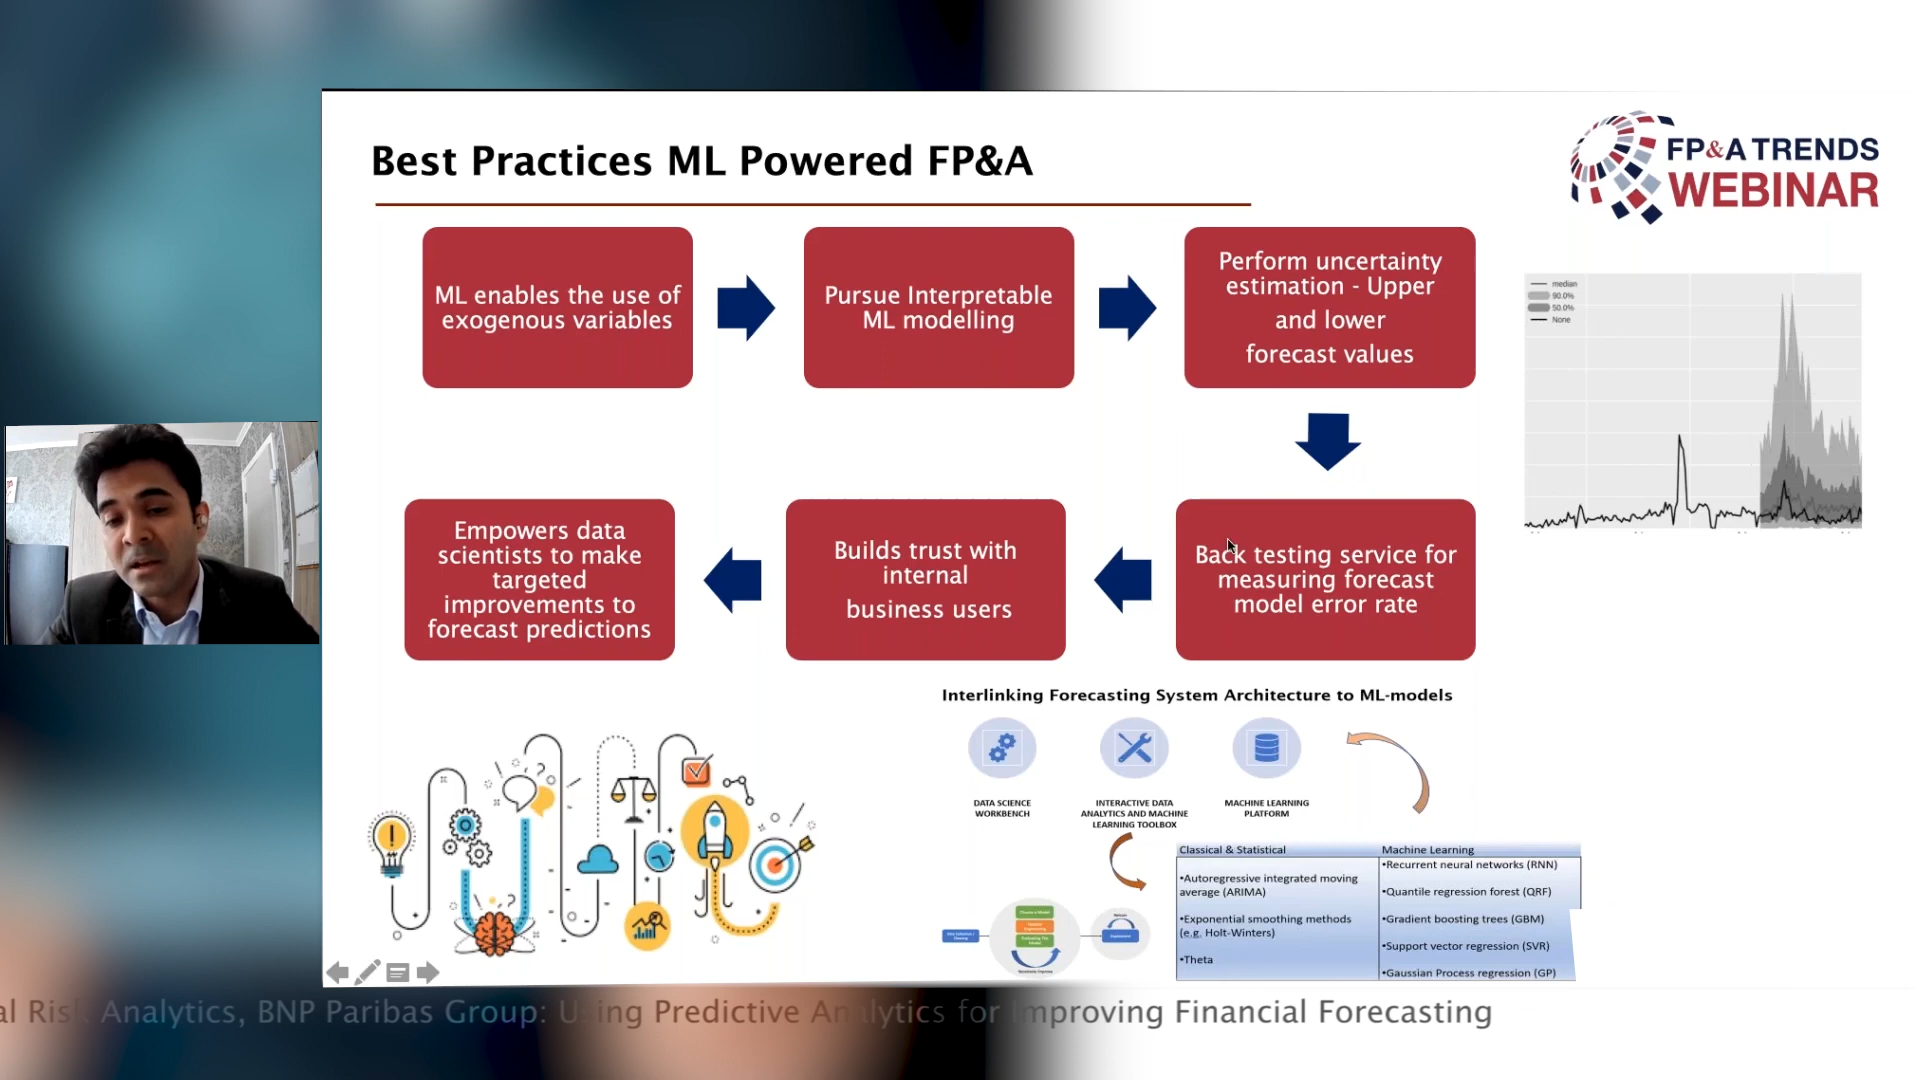 Best Practices ML Powered FP&A
FP&A TRENDS
WEBINAR
ML enables the use of
exogenous variables
Pursue Interpretable
ML modelling
Perform uncertainty
estimation - Upper
and lower
forecast values
median
90.0%
50.0%
None
Empowers data
scientists to make
targeted
improvements to
forecast predictions
Builds trust with
internal
business users
Back testing service for
measuring forecast
model error rate
Interlinking Forecasting System Architecture to ML-models
DATA SCIENCE
WORKBENCH
INTERACTIVE DATA
ANALYTICS AND MACHINE
LEARNING TOOLBOX
MACHINE LEARNING
PLATFORM
Classical & Statistical
•Autoregressive integrated moving
average (ARIMA)
•Exponential smoothing methods
(e.g. Holt-Winters)
•Theta
Machine Learning
•Recurrent neural networks (RNN)
•Quantile regression forest (QRF)
•Gradient boosting trees (GBM)
•Support vector regression (SVR)
•Gaussian Process regression (GP)
al Risk Analytics, BNP Paribas Group: Using Predictive Analytics for Improving Financial Forecasting